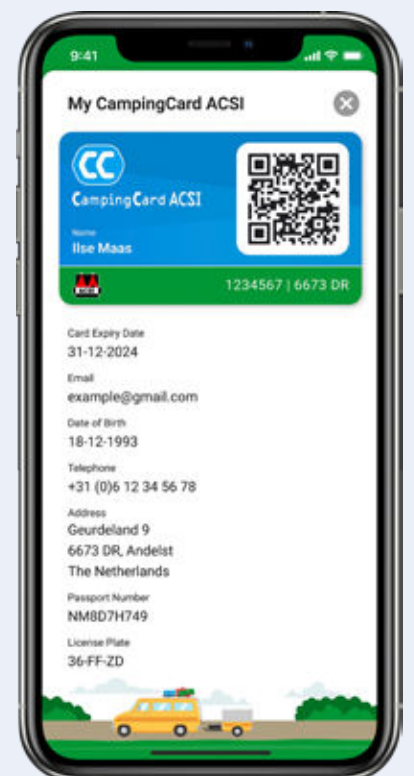 9:41
My CampingCard ACSI
CC
CampingCard ACSI
Name
Ilse Maas
ACSI
1234567 | 6673 DR
Card Expiry Date
31-12-2024
Email
example@gmail.com
Date of Birth
18-12-1993
Telephone
+31 (0)6 12 34 56 78
Address
Geurdeland 9
6673 DR, Andelst
The Netherlands
Passport Number
NM8D7H749
License Plate
36-FF-ZD